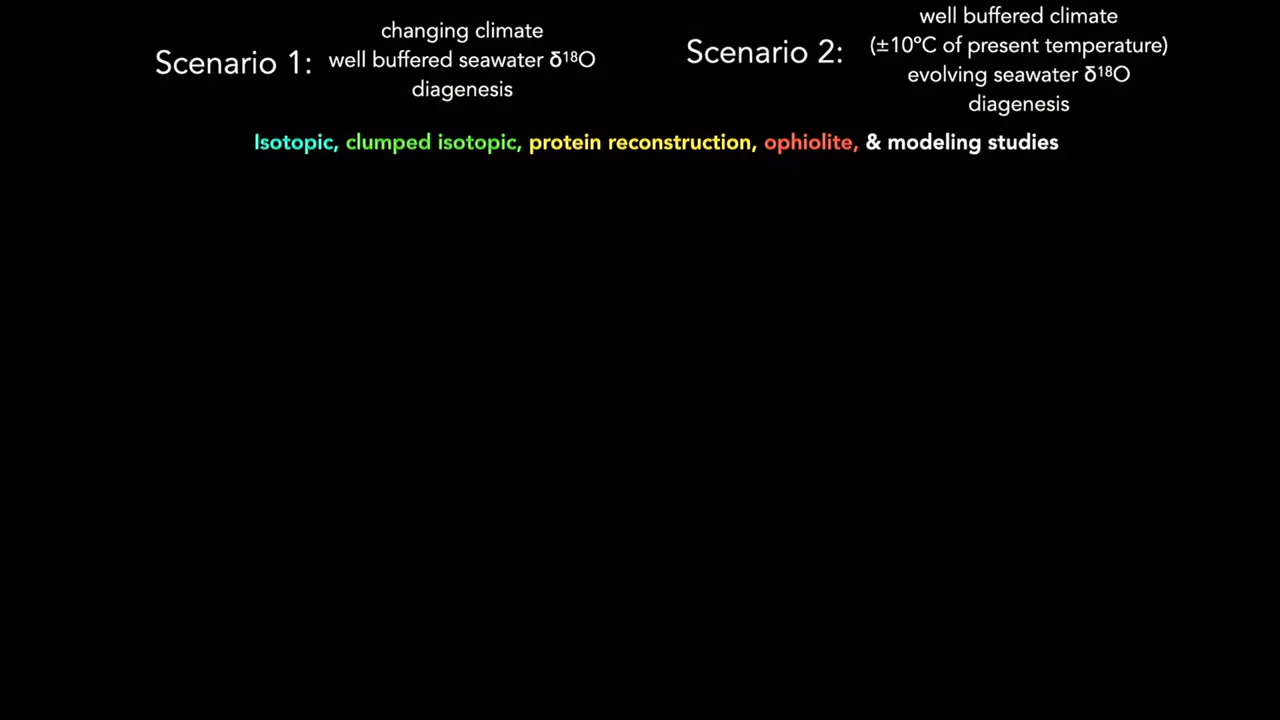 Scenario 1:
changing climate
well buffered seawater δ¹⁸O
diagenesis
Scenario 2:
well buffered climate
(±10ºC of present temperature)
evolving seawater δ¹⁸O
diagenesis
Isotopic, clumped isotopic, protein reconstruction, ophiolite, & modeling studies